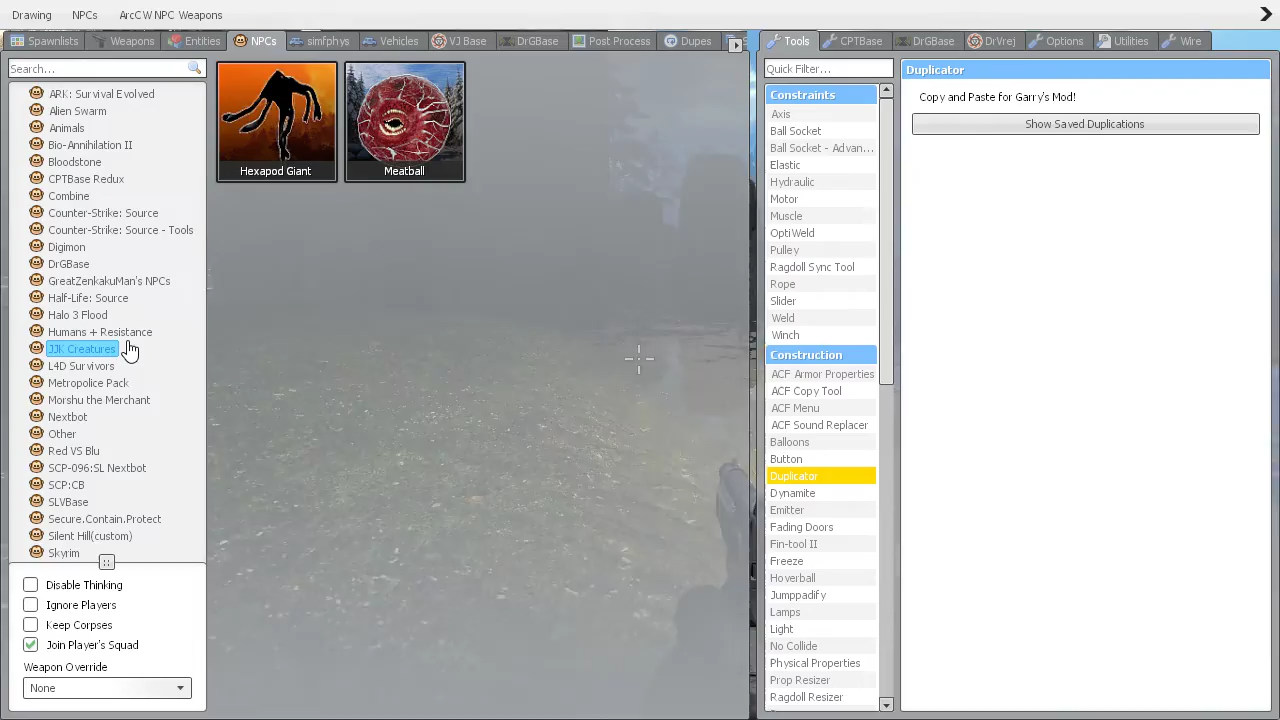 Drawing NPCs ArcCW NPC Weapons
Spawnlists Weapons Entities NPCs simfphys Vehicles VJ Base DrGBase Post Process Dupes
Tools CPTBase DrGBase DrVrej Options Utilities Wire
Search...
ARK: Survival Evolved
Alien Swarm
Animals
Bio-Annihilation II
Bloodstone
CPTBase Redux
Combine
Counter-Strike: Source
Counter-Strike: Source - Tools
Digimon
DrGBase
GreatZenkakuMan's NPCs
Half-Life: Source
Halo 3 Flood
Humans + Resistance
JJK Creatures
L4D Survivors
Metropolice Pack
Morshu the Merchant
Nextbot
Other
Red VS Blu
SCP-096:SL Nextbot
SCP:CB
SLVBase
Secure.Contain.Protect
Silent Hill(custom)
Skyrim
Disable Thinking
Ignore Players
Keep Corpses
Join Player's Squad
Weapon Override
None
Hexapod Giant
Meatball
Quick Filter...
Constraints
Axis
Ball Socket
Ball Socket - Advan...
Elastic
Hydraulic
Motor
Muscle
OptiWeld
Pulley
Ragdoll Sync Tool
Rope
Slider
Weld
Winch
Construction
ACF Armor Properties
ACF Copy Tool
ACF Menu
ACF Sound Replacer
Balloons
Button
Duplicator
Dynamite
Emitter
Fading Doors
Fin-tool II
Freeze
Hoverball
Jumppadify
Lamps
Light
No Collide
Physical Properties
Prop Resizer
Ragdoll Resizer
Duplicator
Copy and Paste for Garry's Mod!
Show Saved Duplications